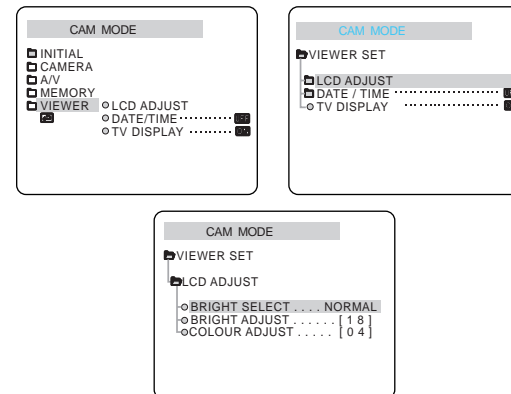 CAM MODE
INITIAL
CAMERA
A/V
MEMORY
VIEWER
LCD ADJUST
DATE/TIME ········· OFF
TV DISPLAY ········ ON
CAM MODE
VIEWER SET
LCD ADJUST
DATE / TIME ··················
TV DISPLAY ················
CAM MODE
VIEWER SET
LCD ADJUST
BRIGHT SELECT . . . . NORMAL
BRIGHT ADJUST . . . . . . [ 1 8 ]
COLOUR ADJUST . . . . . [ 0 4 ]